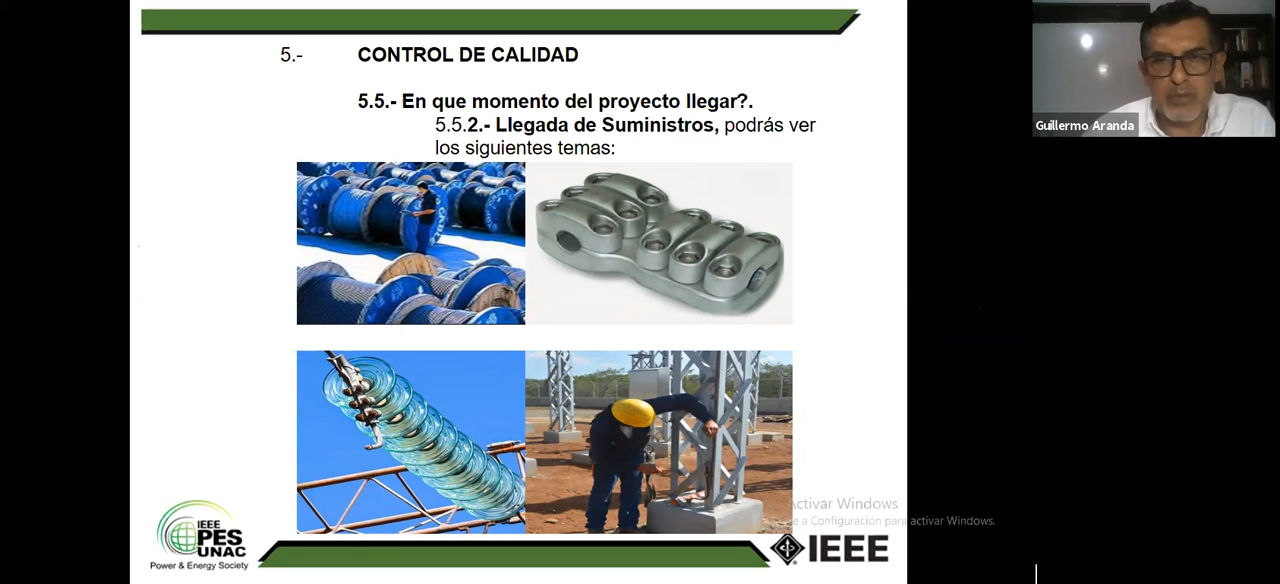 5.- CONTROL DE CALIDAD
5.5.- En que momento del proyecto llegar?.
5.5.2.- Llegada de Suministros, podrás ver
los siguientes temas:
Guillermo Aranda
CABLE
Activar Windows
a Configuración para activar Windows.
IEEE
PES
UNAC
Power & Energy Society
IEEE